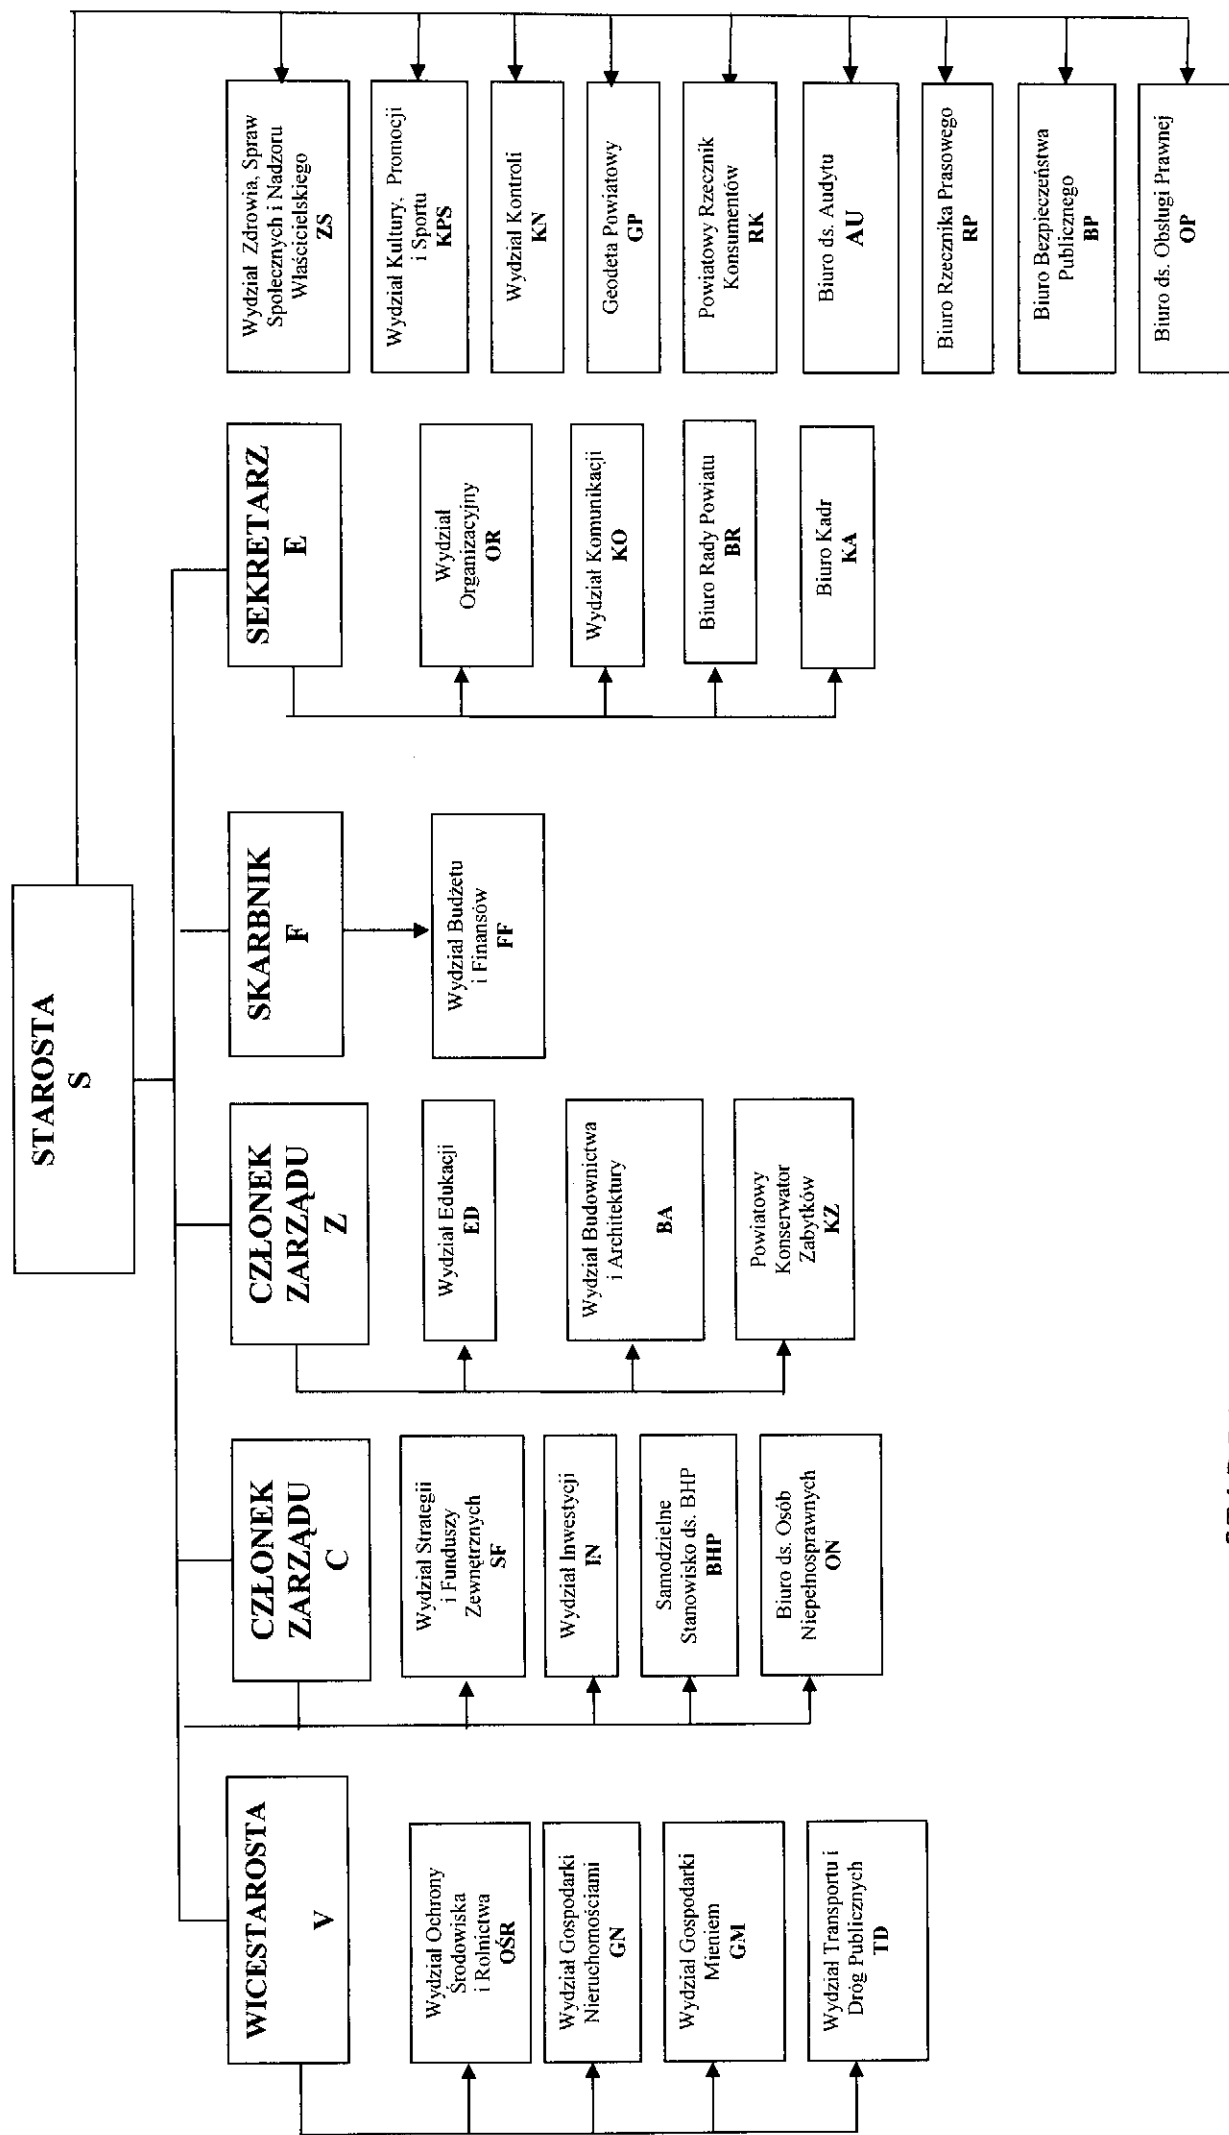 STAROSTA
S
WICESTAROSTA
V
Wydział Ochrony
Środowiska
i Rolnictwa
OŚR
Wydział Gospodarki
Nieruchomościami
GN
Wydział Gospodarki
Mieniem
GM
Wydział Transportu i
Dróg Publicznych
TD
CZŁONEK
ZARZĄDU
C
Wydział Strategii
i Funduszy
Zewnętrznych
SF
Wydział Inwestycji
IN
Samodzielne
Stanowisko ds. BHP
BHP
Biuro ds. Osób
Niepełnosprawnych
ON
CZŁONEK
ZARZĄDU
Z
Wydział Edukacji
ED
Wydział Budownictwa
i Architektury
BA
Powiatowy
Konserwator
Zabytków
KZ
SKARBNIK
F
Wydział Budżetu
i Finansów
FF
SEKRETARZ
E
Wydział
Organizacyjny
OR
Wydział Komunikacji
KO
Biuro Rady Powiatu
BR
Biuro Kadr
KA
Wydział Zdrowia, Spraw
Społecznych i Nadzoru
Właścicielskiego
ZS
Wydział Kultury, Promocji
i Sportu
KPS
Wydział Kontroli
KN
Geodeta Powiatowy
GP
Powiatowy Rzecznik
Konsumentów
RK
Biuro ds. Audytu
AU
Biuro Rzecznika Prasowego
RP
Biuro Bezpieczeństwa
Publicznego
BP
Biuro ds. Obsługi Prawnej
OP